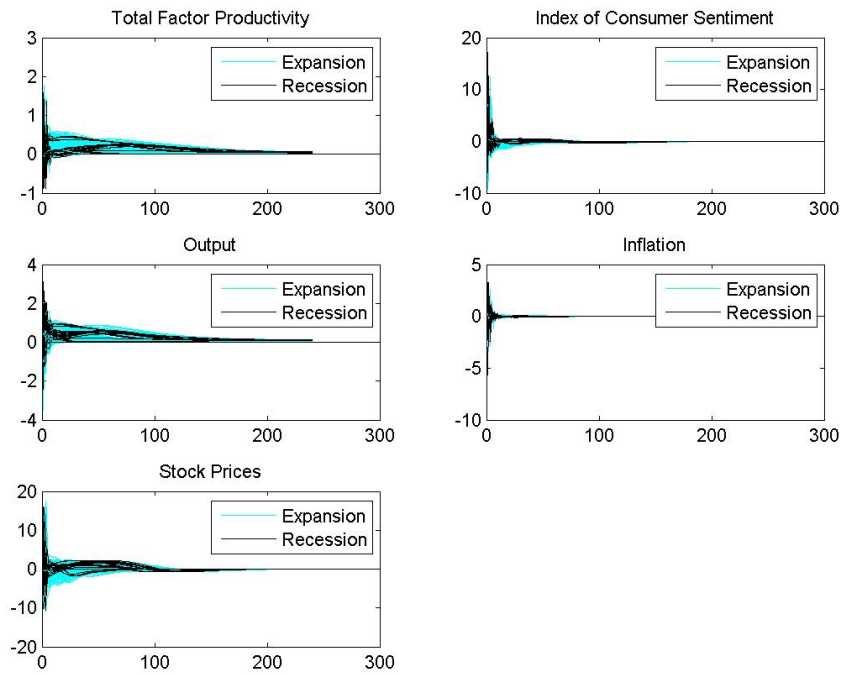 Total Factor Productivity
3
2
1
0
-1
0 100 200 300
Expansion
Recession
Index of Consumer Sentiment
20
10
0
-10
0 100 200 300
Expansion
Recession
Output
4
2
0
-2
-4
0 100 200 300
Expansion
Recession
Inflation
5
0
-5
-10
0 100 200 300
Expansion
Recession
Stock Prices
20
10
0
-10
-20
0 100 200 300
Expansion
Recession